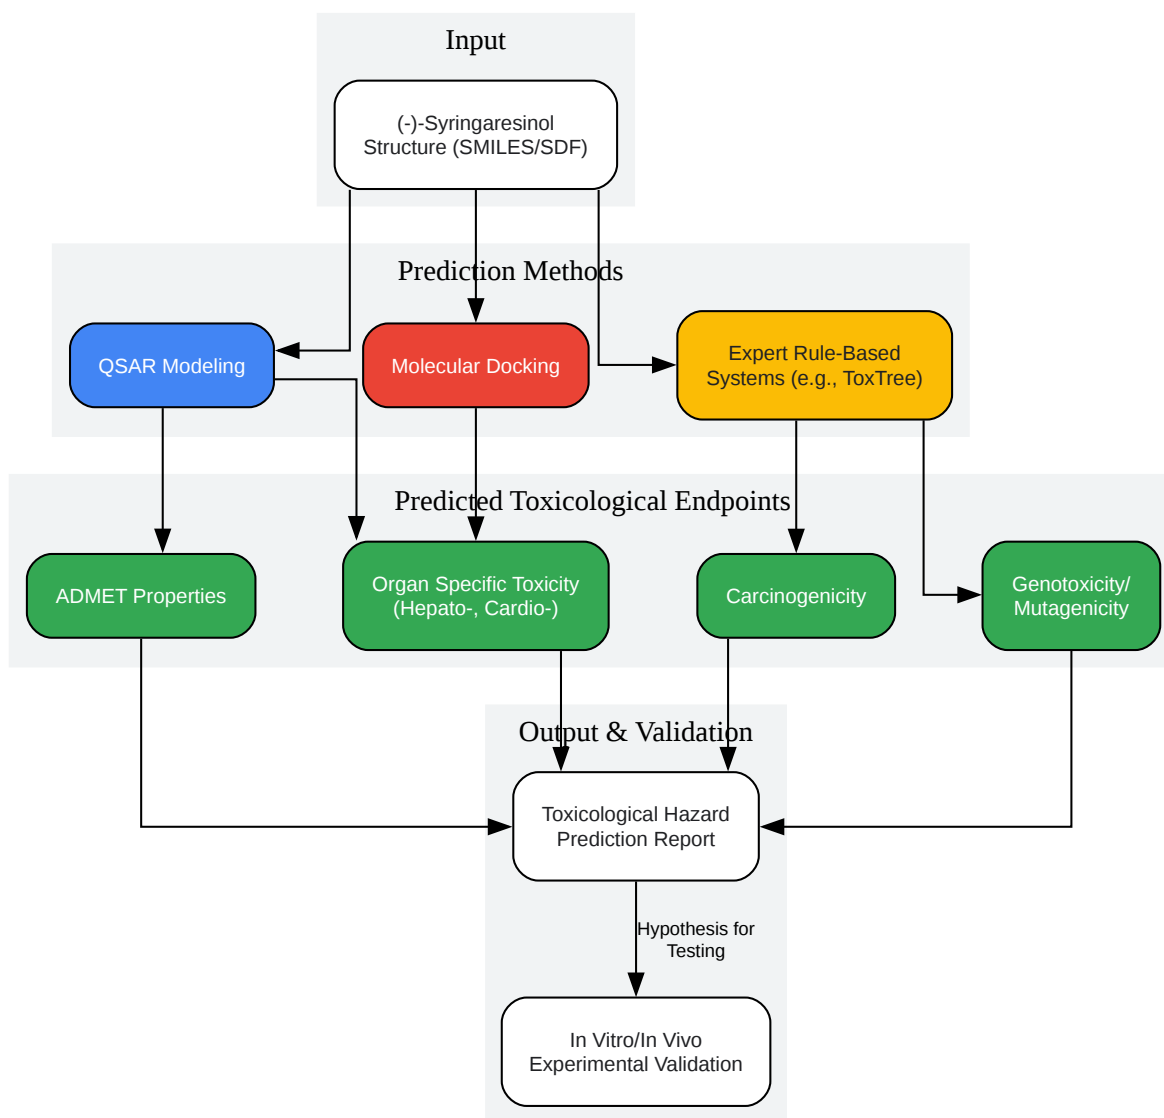 Input
(-)-Syringaresinol
Structure (SMILES/SDF)
Prediction Methods
QSAR Modeling
Molecular Docking
Expert Rule-Based
Systems (e.g., ToxTree)
Predicted Toxicological Endpoints
ADMET Properties
Organ Specific Toxicity
(Hepato-, Cardio-)
Carcinogenicity
Genotoxicity/
Mutagenicity
Output & Validation
Toxicological Hazard
Prediction Report
Hypothesis for
Testing
In Vitro/In Vivo
Experimental Validation